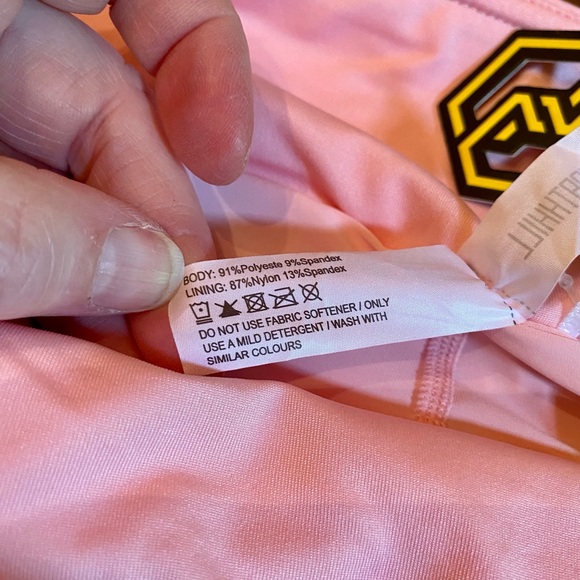 BODY: 91%Polyeste 9%Spandex
LINING: 87%Nylon 13%Spandex
DO NOT USE FABRIC SOFTENER / ONLY
USE A MILD DETERGENT / WASH WITH
SIMILAR COLOURS